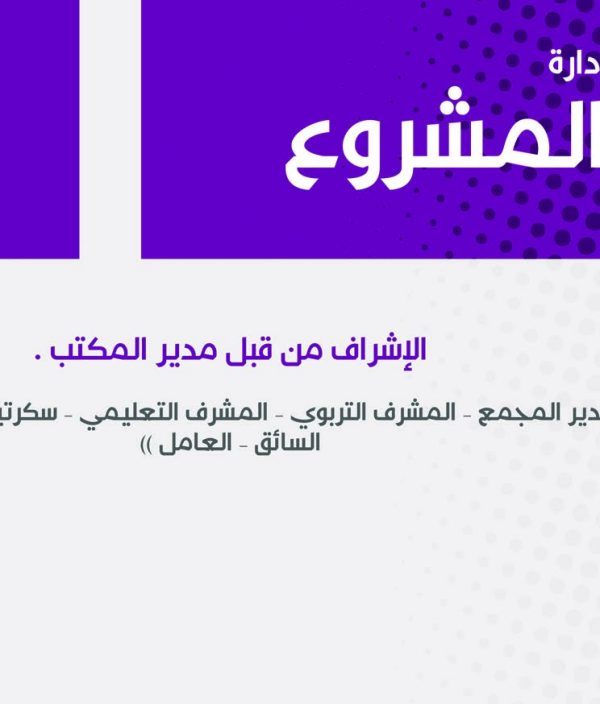 دارة
المشروع
الإشراف من قبل مدير المكتب .
دير المجمع - المشرف التربوي - المشرف التعليمي - سكرتي
السائق - العامل ))